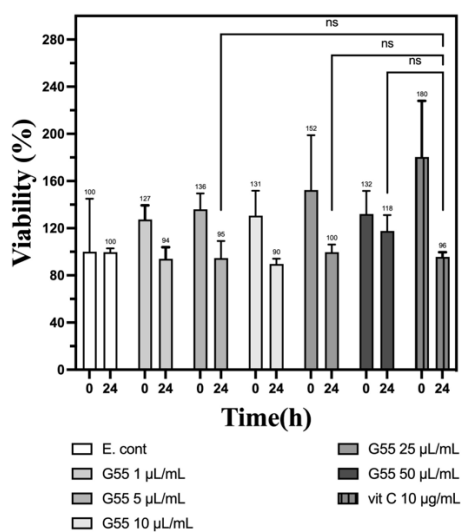 ns
ns
ns
280
240
200
160
120
80
40
0
Viability (%)
100
100
127
94
136
95
131
90
152
100
132
118
180
96
0 24 0 24 0 24 0 24 0 24 0 24 0 24
Time(h)
E. cont
G55 1 µL/mL
G55 5 µL/mL
G55 10 µL/mL
G55 25 µL/mL
G55 50 µL/mL
vit C 10 µg/mL